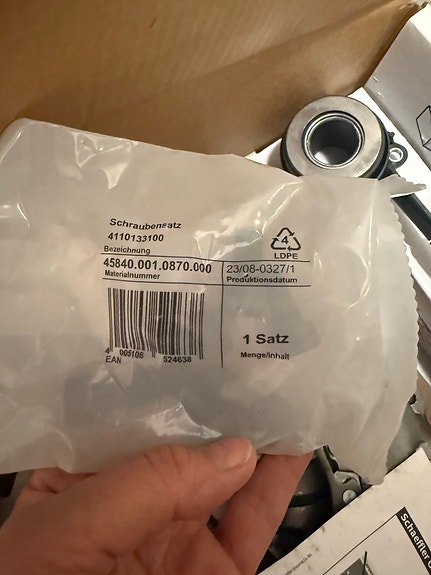 Schraubensatz
4110133100
Bezeichnung
45840.001.0870.000
Materialnummer
4
LDPE
23/08-0327/1
Produktionsdatum
4 005108 524638
EAN
1 Satz
Menge/Inhalt
Schaeffler